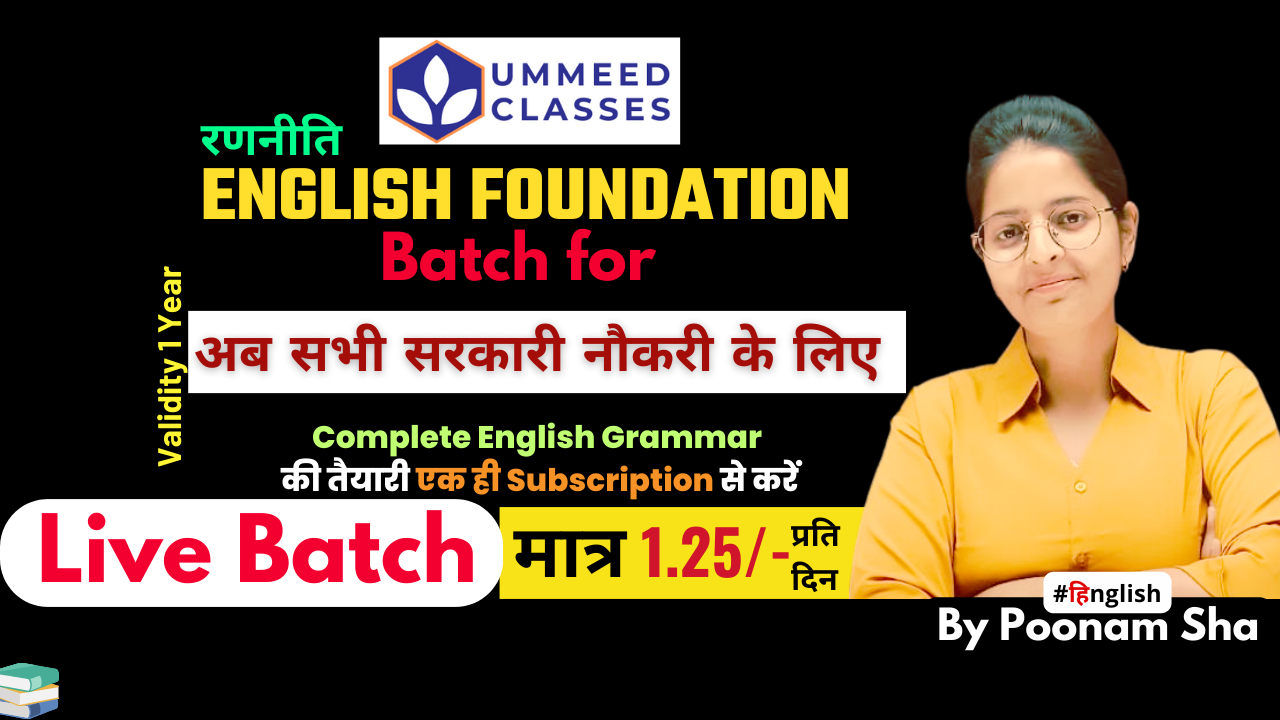 UMMEED
CLASSES
रणनीति
ENGLISH FOUNDATION
Batch for
Validity 1 Year
अब सभी सरकारी नौकरी के लिए
Complete English Grammar
की तैयारी एक ही Subscription से करें
Live Batch
मात्र 1.25/- प्रति
दिन
#हिnglish
By Poonam Sha